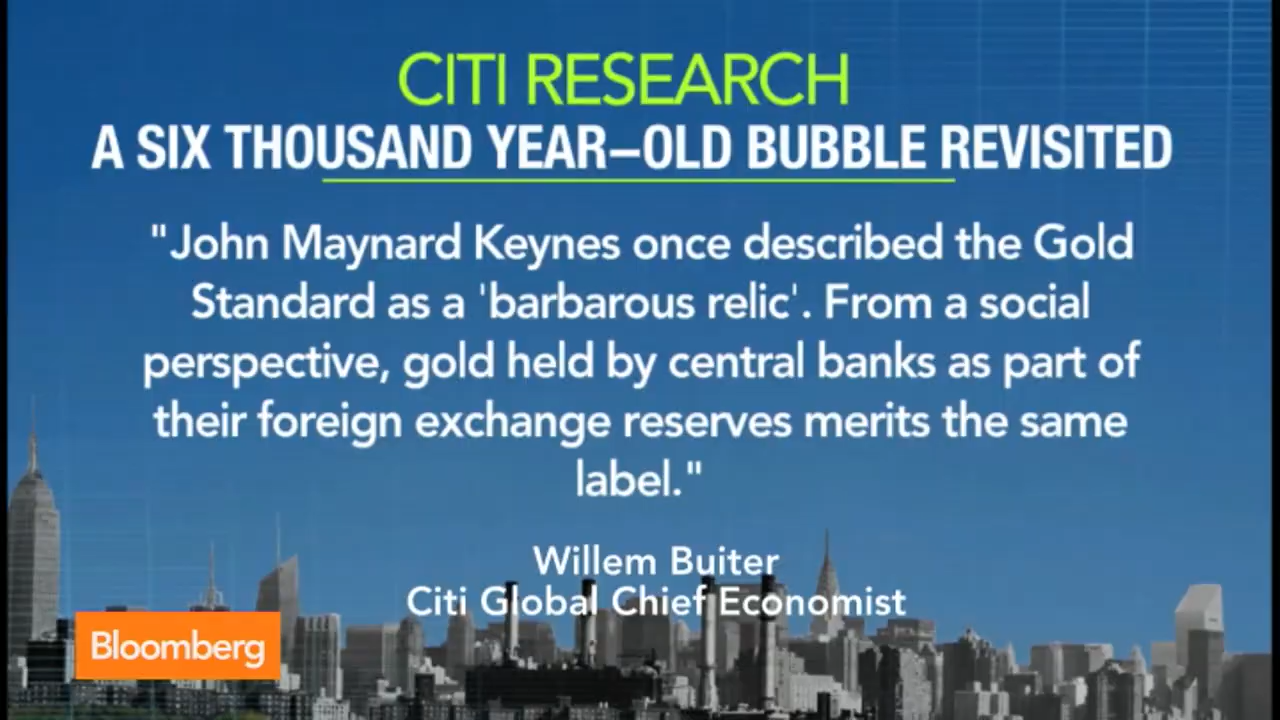 CITI RESEARCH
A SIX THOUSAND YEAR–OLD BUBBLE REVISITED
"John Maynard Keynes once described the Gold
Standard as a 'barbarous relic'. From a social
perspective, gold held by central banks as part of
their foreign exchange reserves merits the same
label."
Willem Buiter
Citi Global Chief Economist
Bloomberg